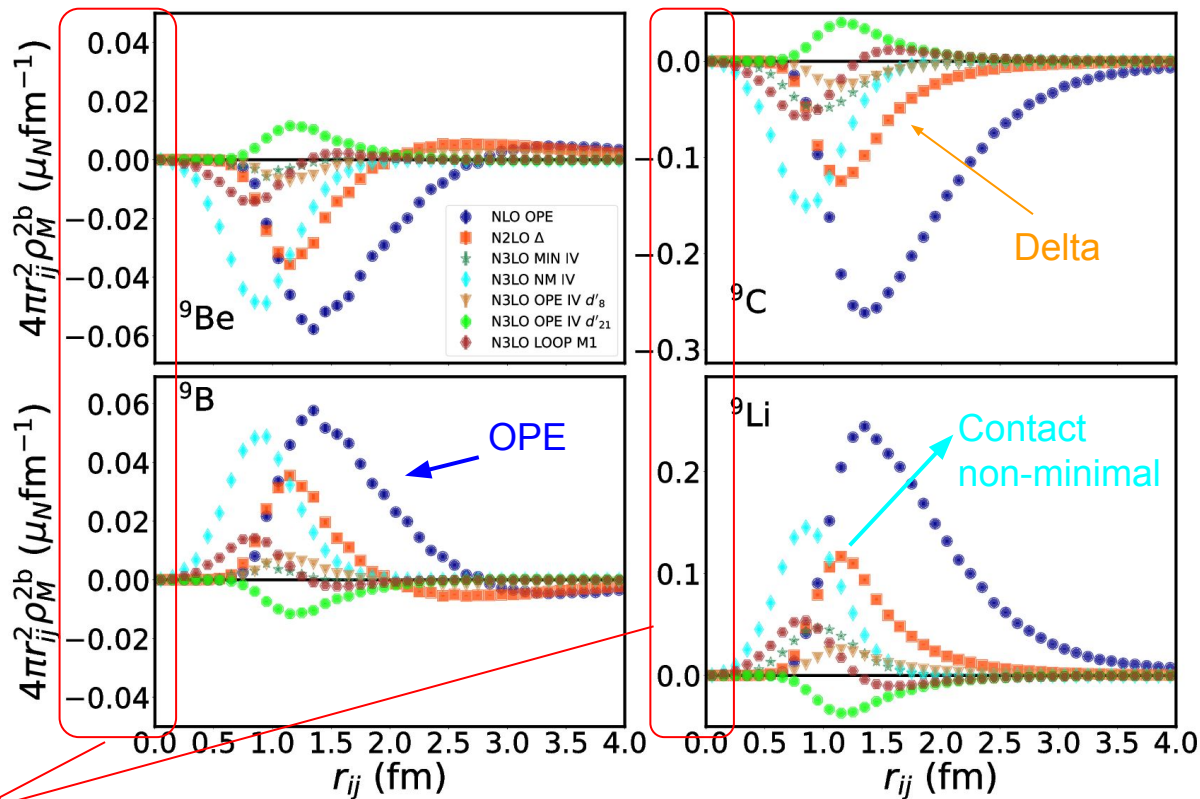 4πr²ᵢⱼρ²ᵇ_M (μ_N fm⁻¹)
0.04
0.02
0.00
−0.02
−0.04
−0.06
⁹Be
NLO OPE
N2LO Δ
N3LO MIN IV
N3LO NM IV
N3LO OPE IV d′₈
N3LO OPE IV d′₂₁
N3LO LOOP M1
0.0
−0.1
−0.2
−0.3
⁹C
Delta
4πr²ᵢⱼρ²ᵇ_M (μ_N fm⁻¹)
0.06
0.04
0.02
0.00
−0.02
−0.04
⁹B
OPE
0.0 0.5 1.0 1.5 2.0 2.5 3.0 3.5 4.0
rᵢⱼ (fm)
0.2
0.1
0.0
⁹Li
Contact
non-minimal
0.0 0.5 1.0 1.5 2.0 2.5 3.0 3.5 4.0
rᵢⱼ (fm)